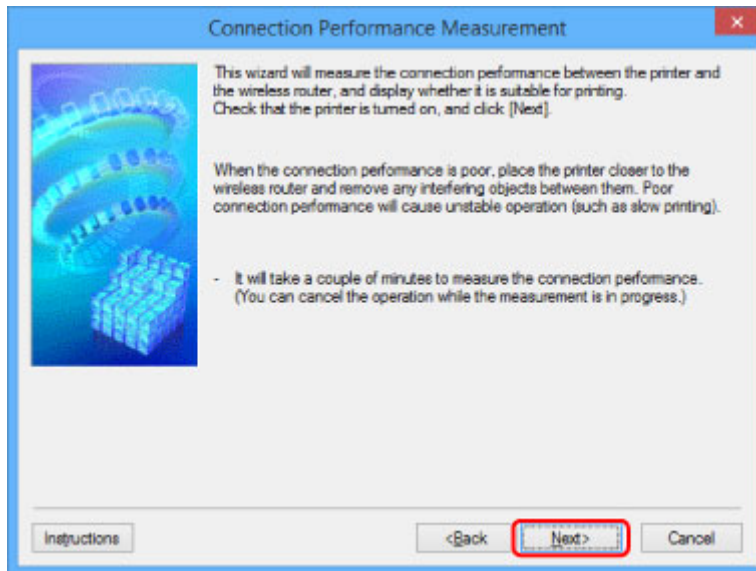 Connection Performance Measurement
This wizard will measure the connection performance between the printer and
the wireless router, and display whether it is suitable for printing.
Check that the printer is turned on, and click [Next].
When the connection performance is poor, place the printer closer to the
wireless router and remove any interfering objects between them. Poor
connection performance will cause unstable operation (such as slow printing).
- It will take a couple of minutes to measure the connection performance.
(You can cancel the operation while the measurement is in progress.)
Instructions
<Back
Next>
Cancel